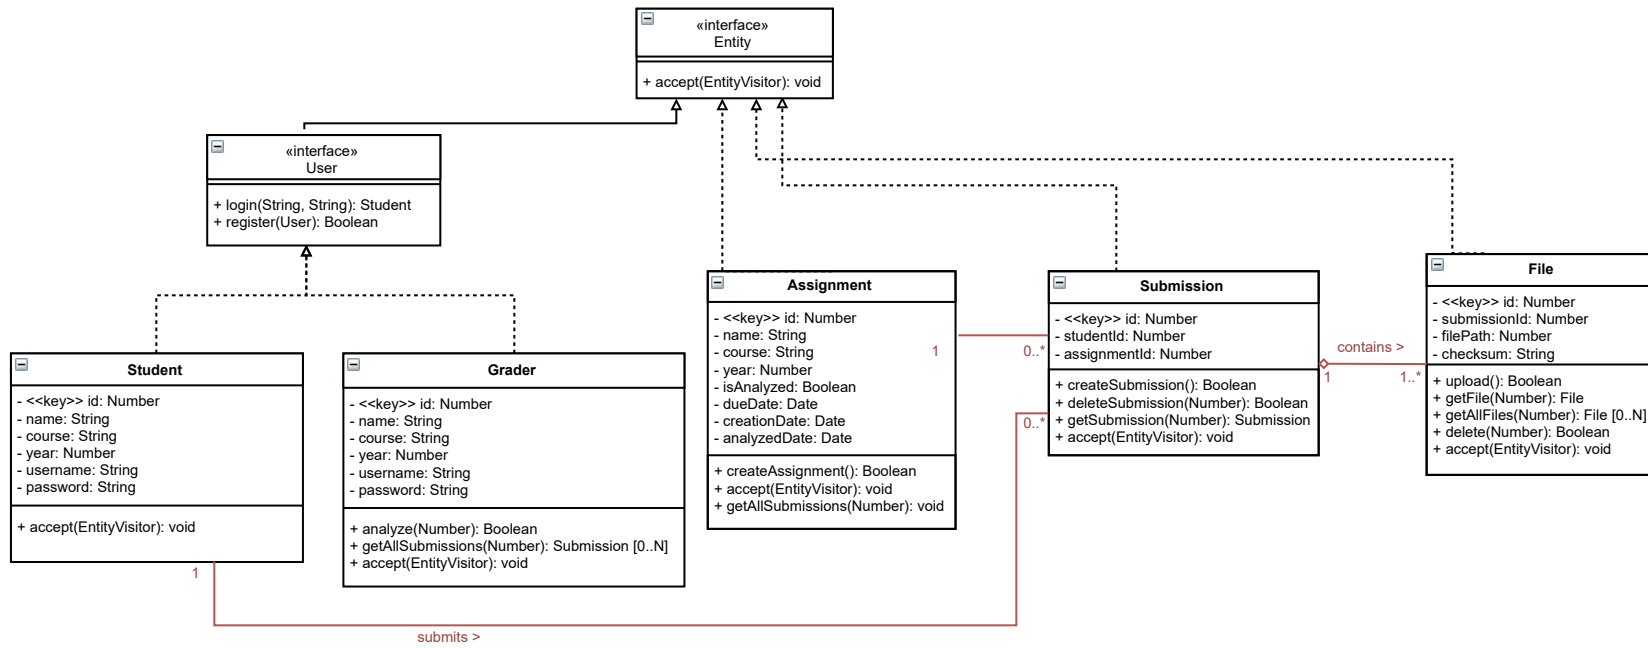 «interface»
Entity
+ accept(EntityVisitor): void
«interface»
User
+ login(String, String): Student
+ register(User): Boolean
Student
- <<key>> id: Number
- name: String
- course: String
- year: Number
- username: String
- password: String
+ accept(EntityVisitor): void
Grader
- <<key>> id: Number
- name: String
- course: String
- year: Number
- username: String
- password: String
+ analyze(Number): Boolean
+ getAllSubmissions(Number): Submission [0..N]
+ accept(EntityVisitor): void
Assignment
- <<key>> id: Number
- name: String
- course: String
- year: Number
- isAnalyzed: Boolean
- dueDate: Date
- creationDate: Date
- analyzedDate: Date
+ createAssignment(): Boolean
+ accept(EntityVisitor): void
+ getAllSubmissions(Number): void
1
0..*
Submission
- <<key>> id: Number
- studentId: Number
- assignmentId: Number
+ createSubmission(): Boolean
+ deleteSubmission(Number): Boolean
+ getSubmission(Number): Submission
+ accept(EntityVisitor): void
contains >
1
1..*
File
- <<key>> id: Number
- submissionId: Number
- filePath: Number
- checksum: String
+ upload(): Boolean
+ getFile(Number): File
+ getAllFiles(Number): File [0..N]
+ delete(Number): Boolean
+ accept(EntityVisitor): void
0..*
1
submits >